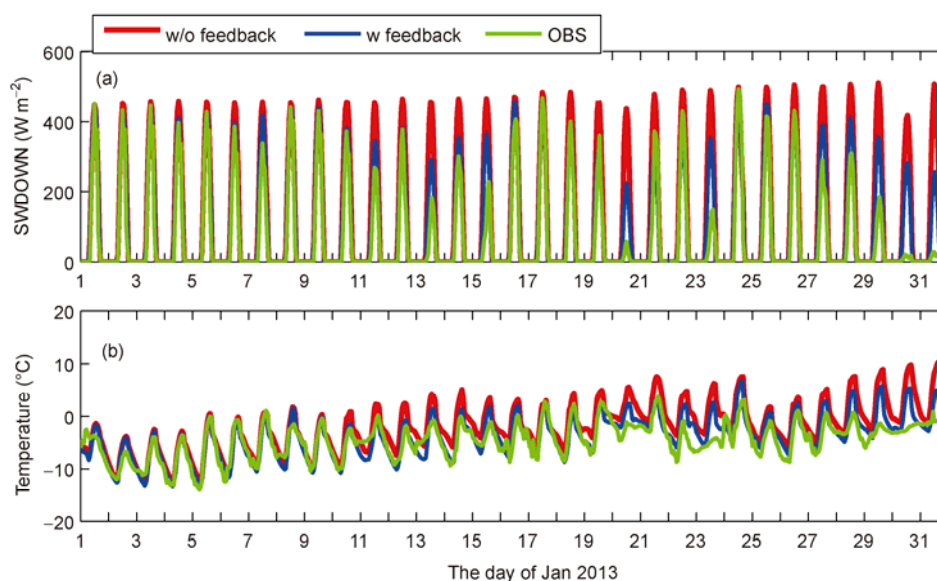 w/o feedback w feedback OBS
(a)
SWDOWN (W m⁻²)
600
400
200
0
1 3 5 7 9 11 13 15 17 19 21 23 25 27 29 31
(b)
Temperature (°C)
20
10
0
−10
−20
1 3 5 7 9 11 13 15 17 19 21 23 25 27 29 31
The day of Jan 2013